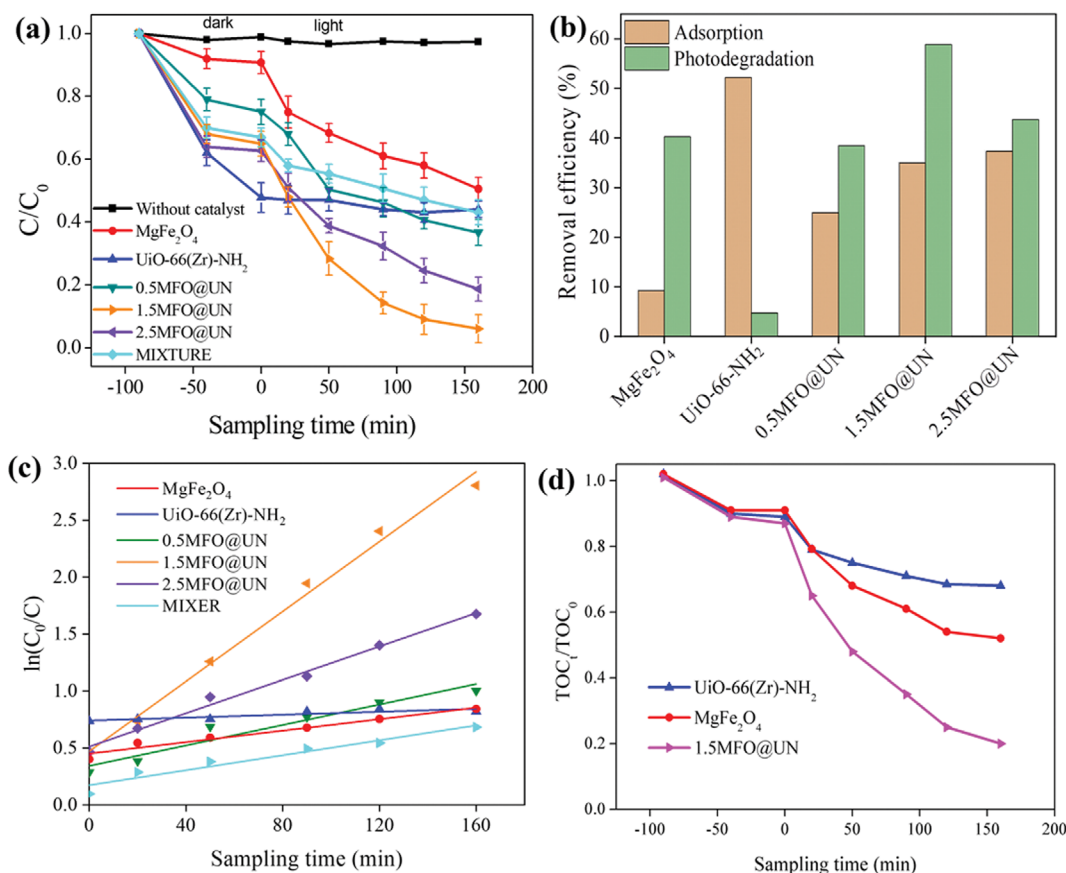 (a)
dark
light
1.0
0.8
0.6
0.4
0.2
0.0
C/C₀
Without catalyst
MgFe₂O₄
UiO-66(Zr)-NH₂
0.5MFO@UN
1.5MFO@UN
2.5MFO@UN
MIXTURE
-100 -50 0 50 100 150 200
Sampling time (min)
(b)
Adsorption
Photodegradation
60
50
40
30
20
10
0
Removal efficiency (%)
MgFe₂O₄
UiO-66-NH₂
0.5MFO@UN
1.5MFO@UN
2.5MFO@UN
(c)
3.0
2.5
2.0
1.5
1.0
0.5
0.0
ln(C₀/C)
MgFe₂O₄
UiO-66(Zr)-NH₂
0.5MFO@UN
1.5MFO@UN
2.5MFO@UN
MIXER
0 40 80 120 160
Sampling time (min)
(d)
1.0
0.8
0.6
0.4
0.2
0.0
TOCₜ/TOC₀
UiO-66(Zr)-NH₂
MgFe₂O₄
1.5MFO@UN
-100 -50 0 50 100 150 200
Sampling time (min)